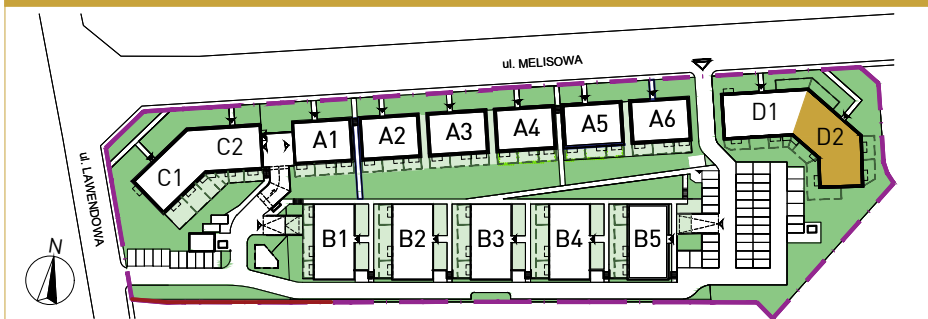 ul. MELISOWA
ul. LAWENDOWA
C1
C2
A1
A2
A3
A4
A5
A6
D1
D2
B1
B2
B3
B4
B5
N